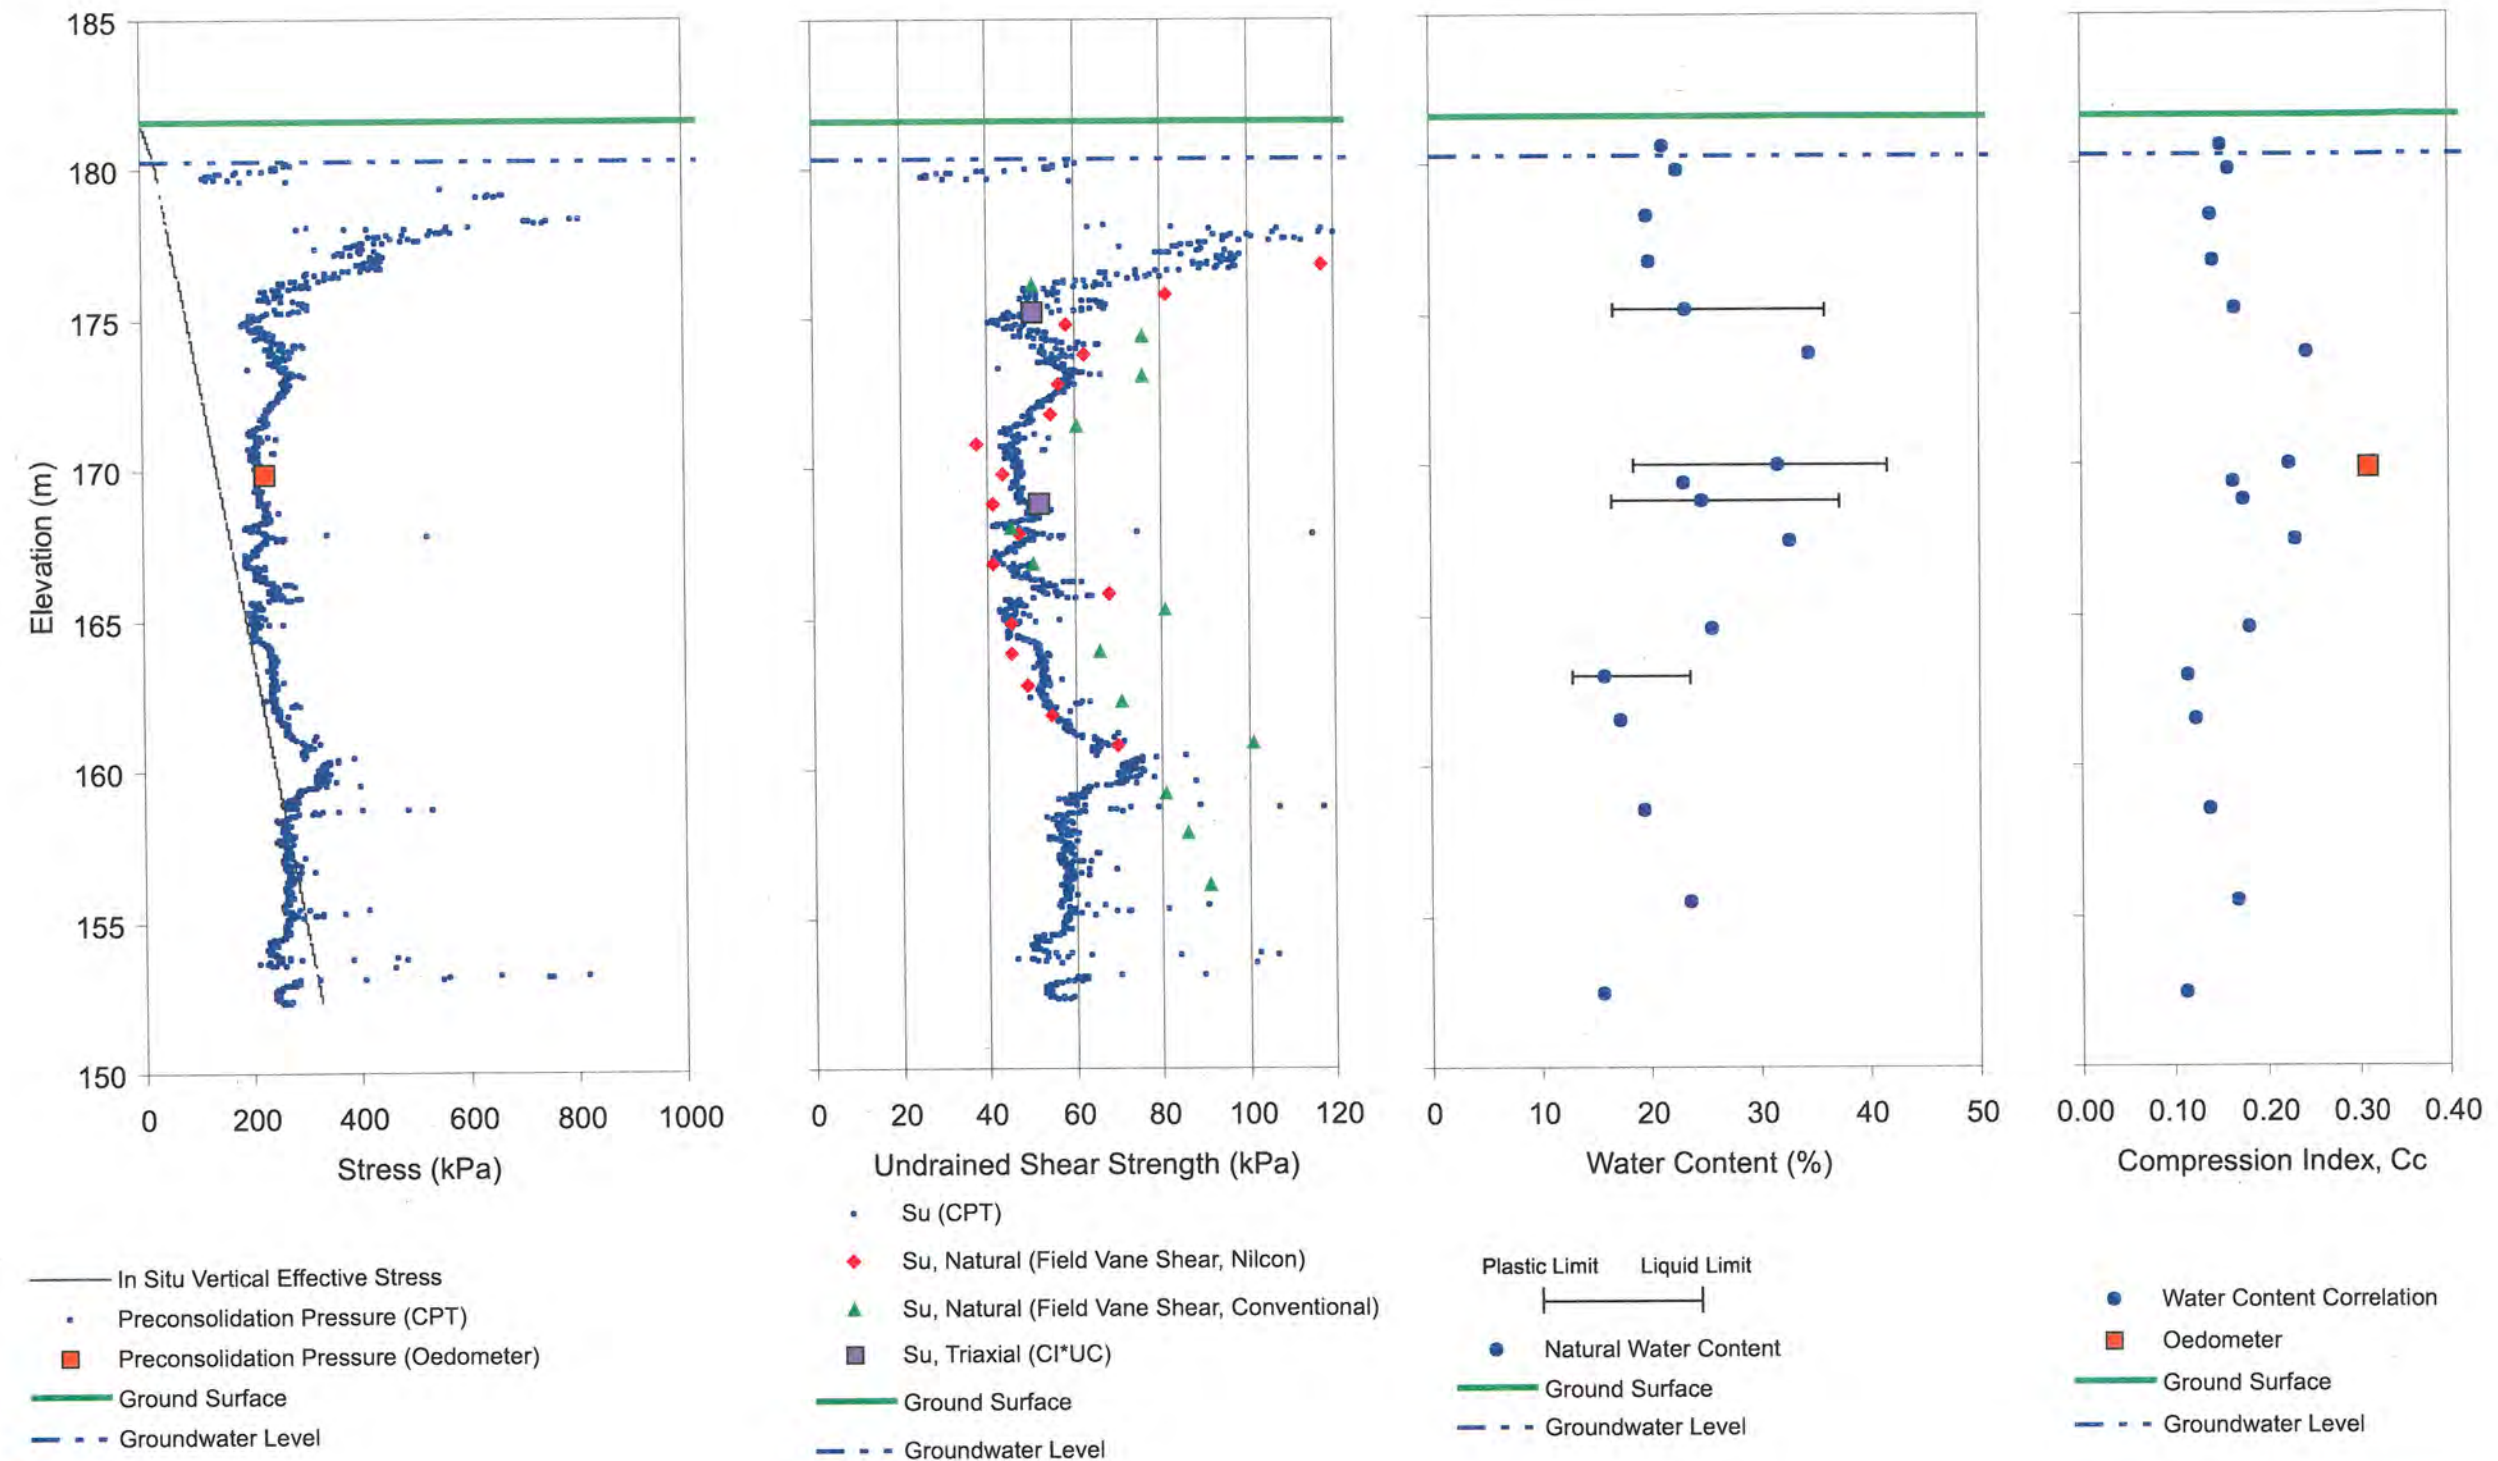 185
180
175
170
165
160
155
150
Elevation (m)
0 200 400 600 800 1000
Stress (kPa)
In Situ Vertical Effective Stress
Preconsolidation Pressure (CPT)
Preconsolidation Pressure (Oedometer)
Ground Surface
Groundwater Level
0 20 40 60 80 100 120
Undrained Shear Strength (kPa)
Su (CPT)
Su, Natural (Field Vane Shear, Nilcon)
Su, Natural (Field Vane Shear, Conventional)
Su, Triaxial (CI*UC)
Ground Surface
Groundwater Level
0 10 20 30 40 50
Water Content (%)
Plastic Limit Liquid Limit
Natural Water Content
Ground Surface
Groundwater Level
0.00 0.10 0.20 0.30 0.40
Compression Index, Cc
Water Content Correlation
Oedometer
Ground Surface
Groundwater Level